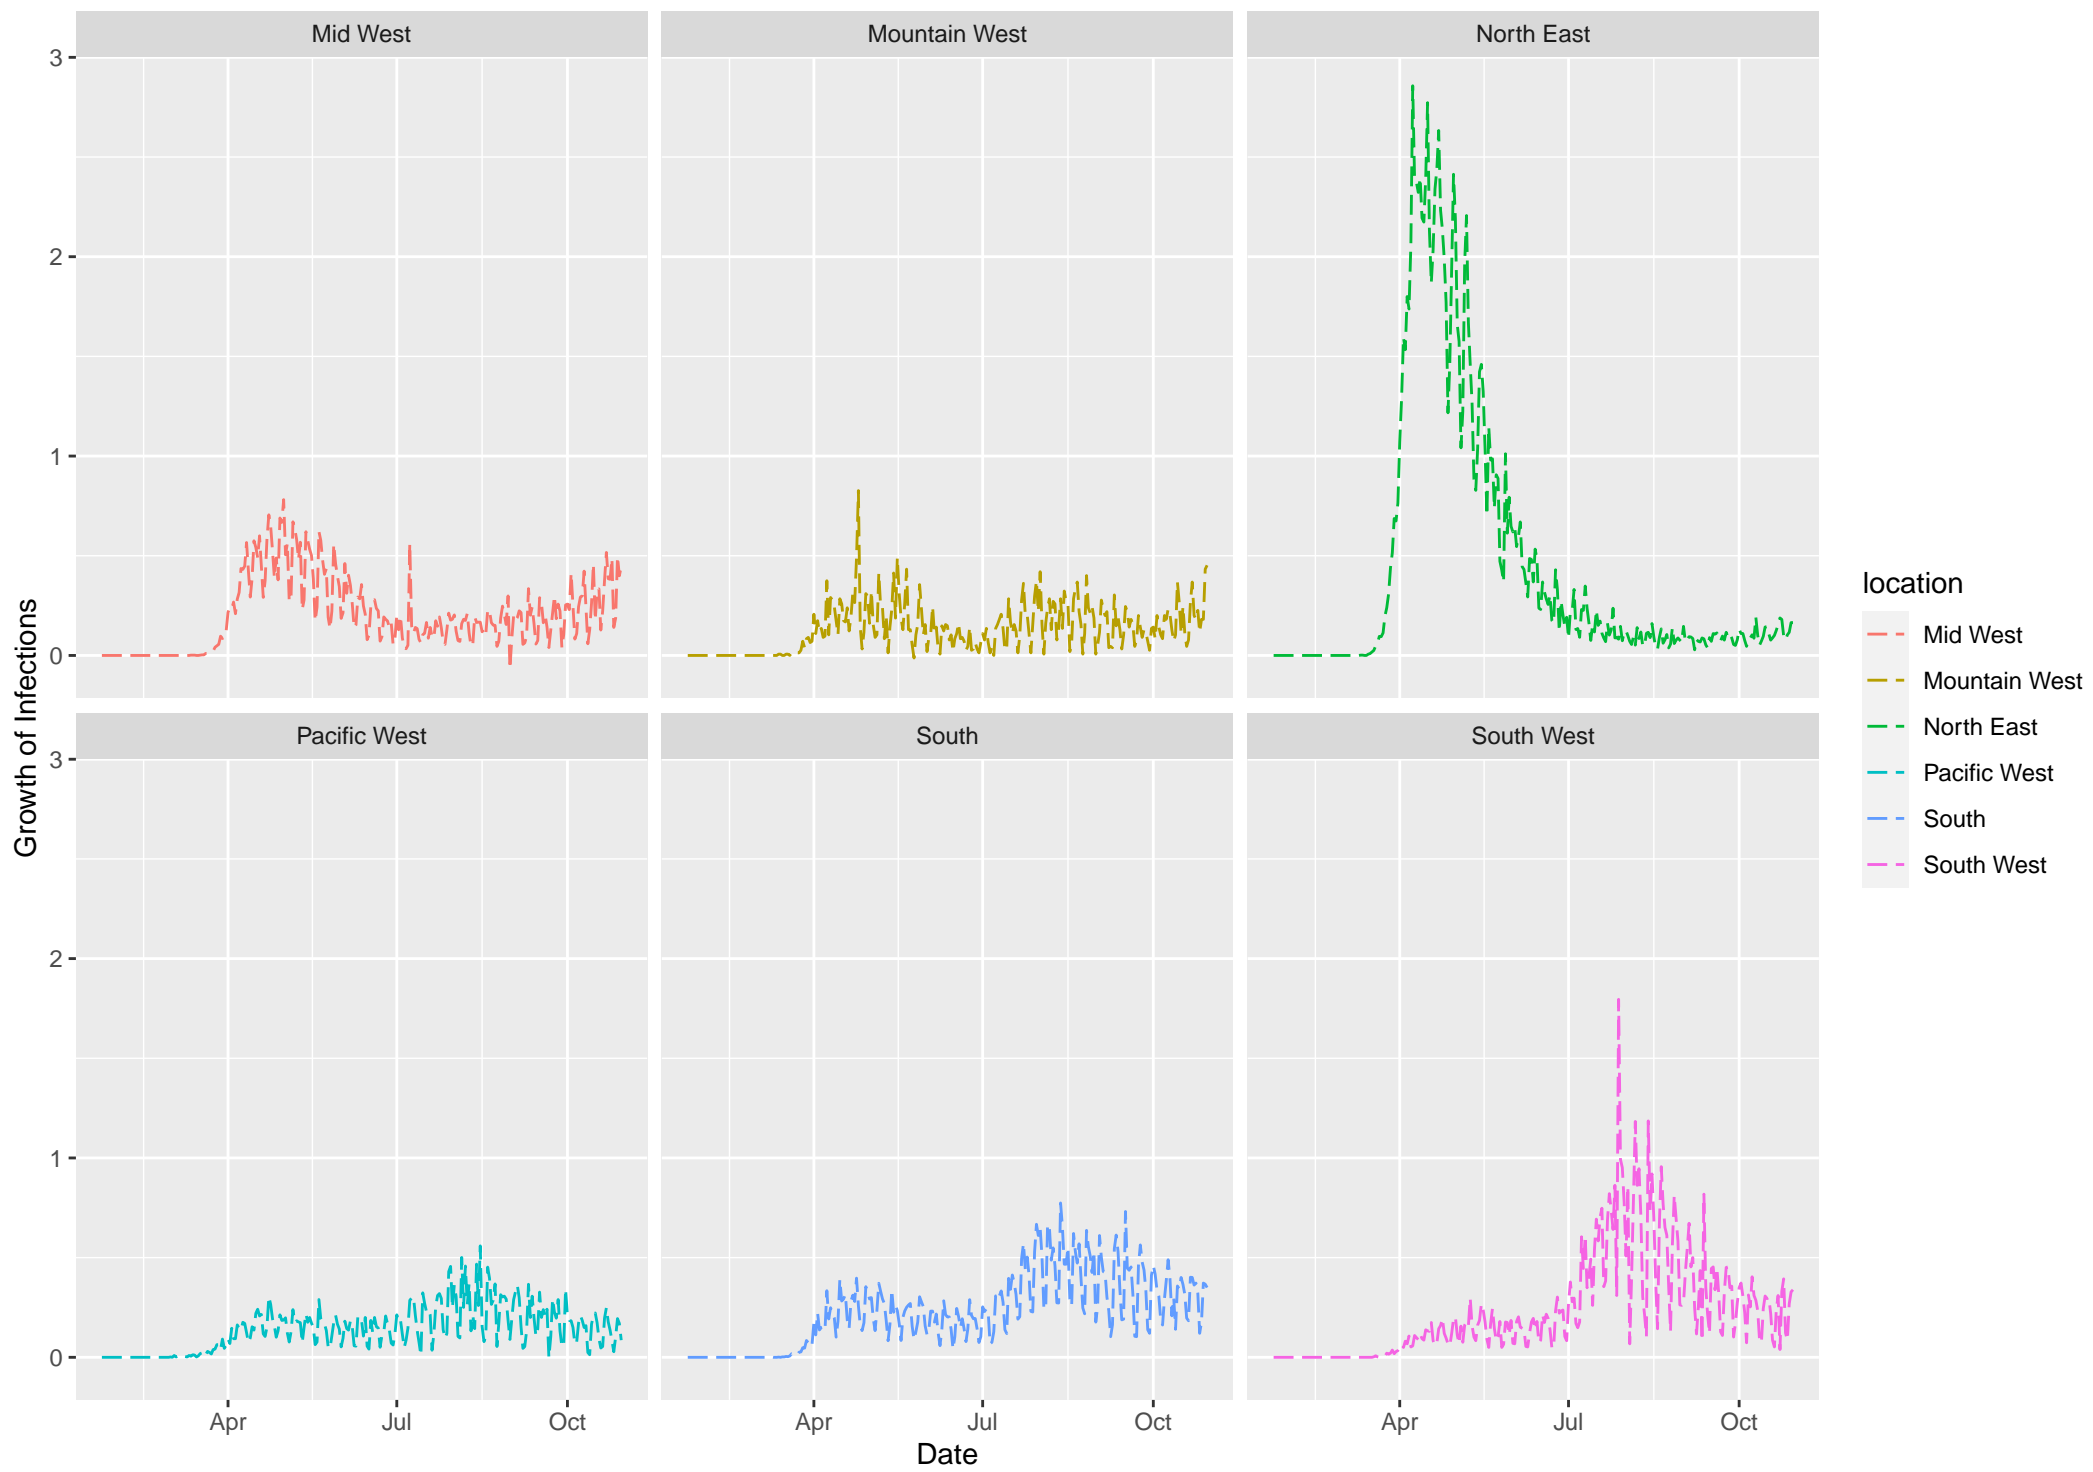 Mid West
Mountain West
North East
3
2
1
0
Growth of Infections
Pacific West
South
South West
3
2
1
0
Apr
Jul
Oct
Apr
Jul
Oct
Apr
Jul
Oct
Date
location
Mid West
Mountain West
North East
Pacific West
South
South West